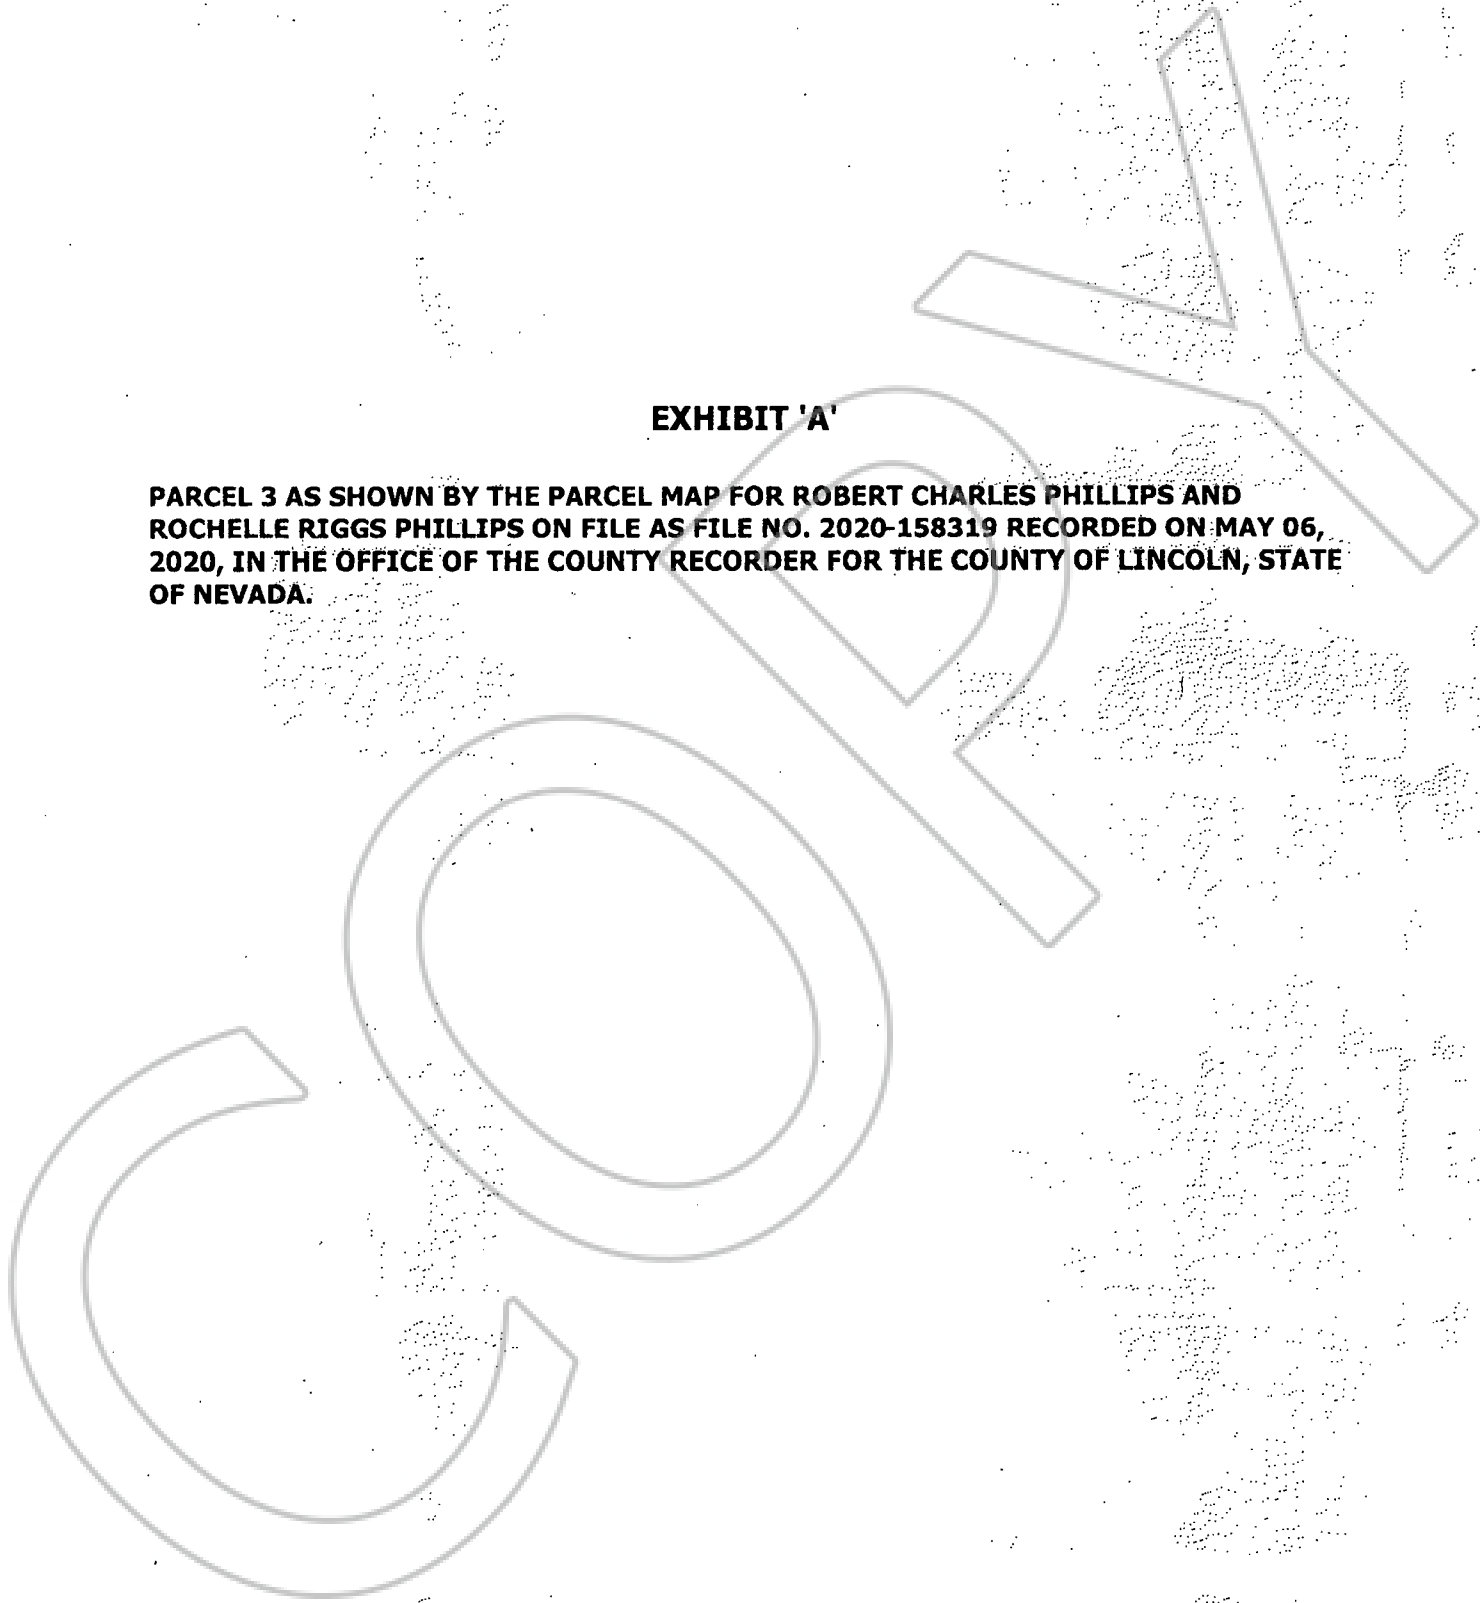 EXHIBIT 'A'
PARCEL 3 AS SHOWN BY THE PARCEL MAP FOR ROBERT CHARLES PHILLIPS AND
ROCHELLE RIGGS PHILLIPS ON FILE AS FILE NO. 2020-158319 RECORDED ON MAY 06,
2020, IN THE OFFICE OF THE COUNTY RECORDER FOR THE COUNTY OF LINCOLN, STATE
OF NEVADA.
COPY